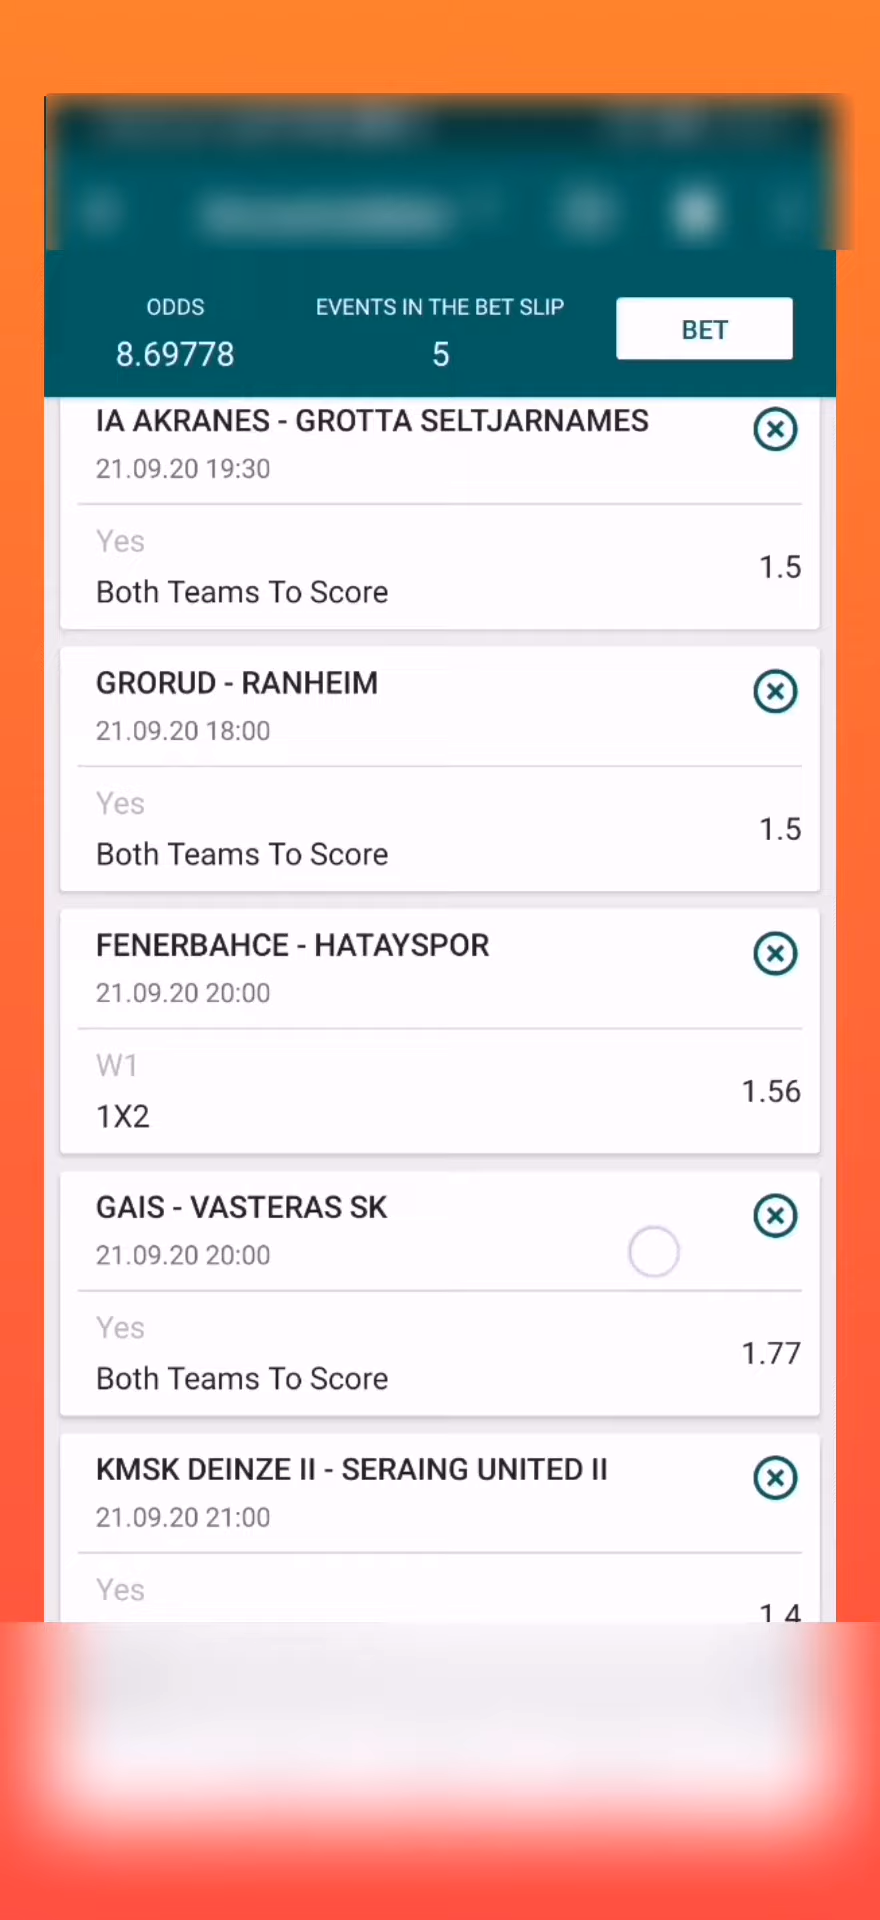 ODDS
EVENTS IN THE BET SLIP
BET
8.69778
5
IA AKRANES - GROTTA SELTJARNAMES
21.09.20 19:30
Yes
1.5
Both Teams To Score
GRORUD - RANHEIM
21.09.20 18:00
Yes
1.5
Both Teams To Score
FENERBAHCE - HATAYSPOR
21.09.20 20:00
W1
1.56
1X2
GAIS - VASTERAS SK
21.09.20 20:00
Yes
1.77
Both Teams To Score
KMSK DEINZE II - SERAING UNITED II
21.09.20 21:00
Yes
1.4